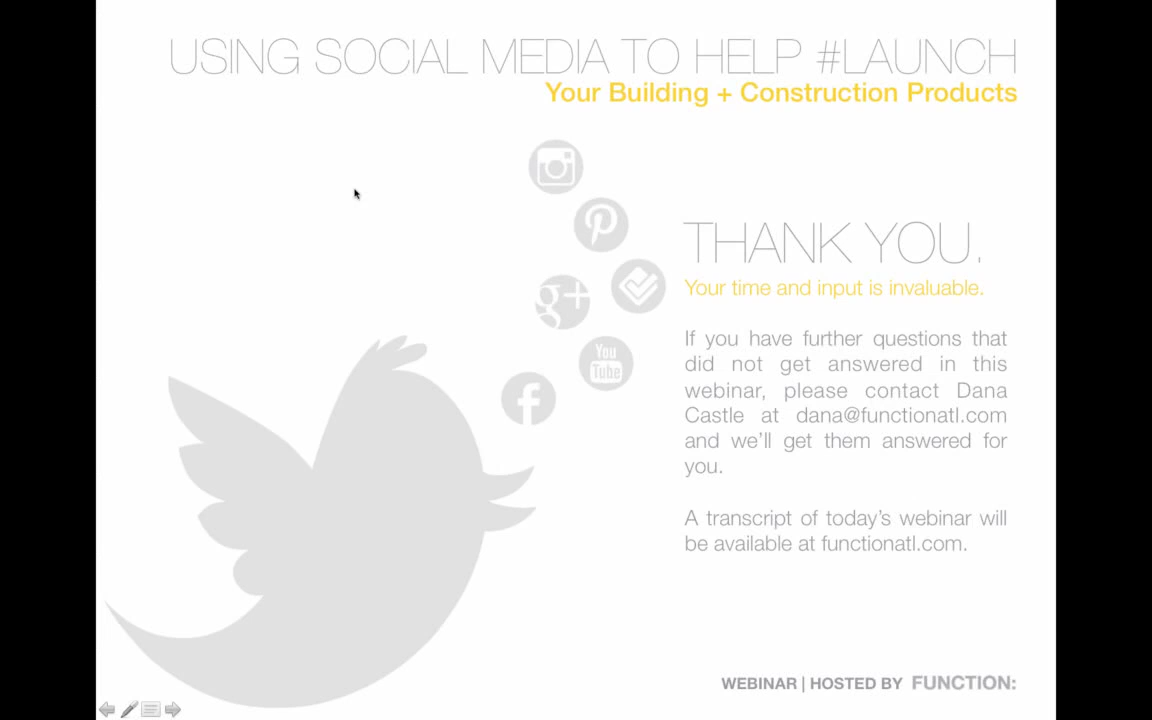 USING SOCIAL MEDIA TO HELP #LAUNCH
Your Building + Construction Products
THANK YOU.
Your time and input is invaluable.
If you have further questions that
did not get answered in this
webinar, please contact Dana
Castle at dana@functionatl.com
and we'll get them answered for
you.
A transcript of today's webinar will
be available at functionatl.com.
g+
You
Tube
f
WEBINAR | HOSTED BY FUNCTION: